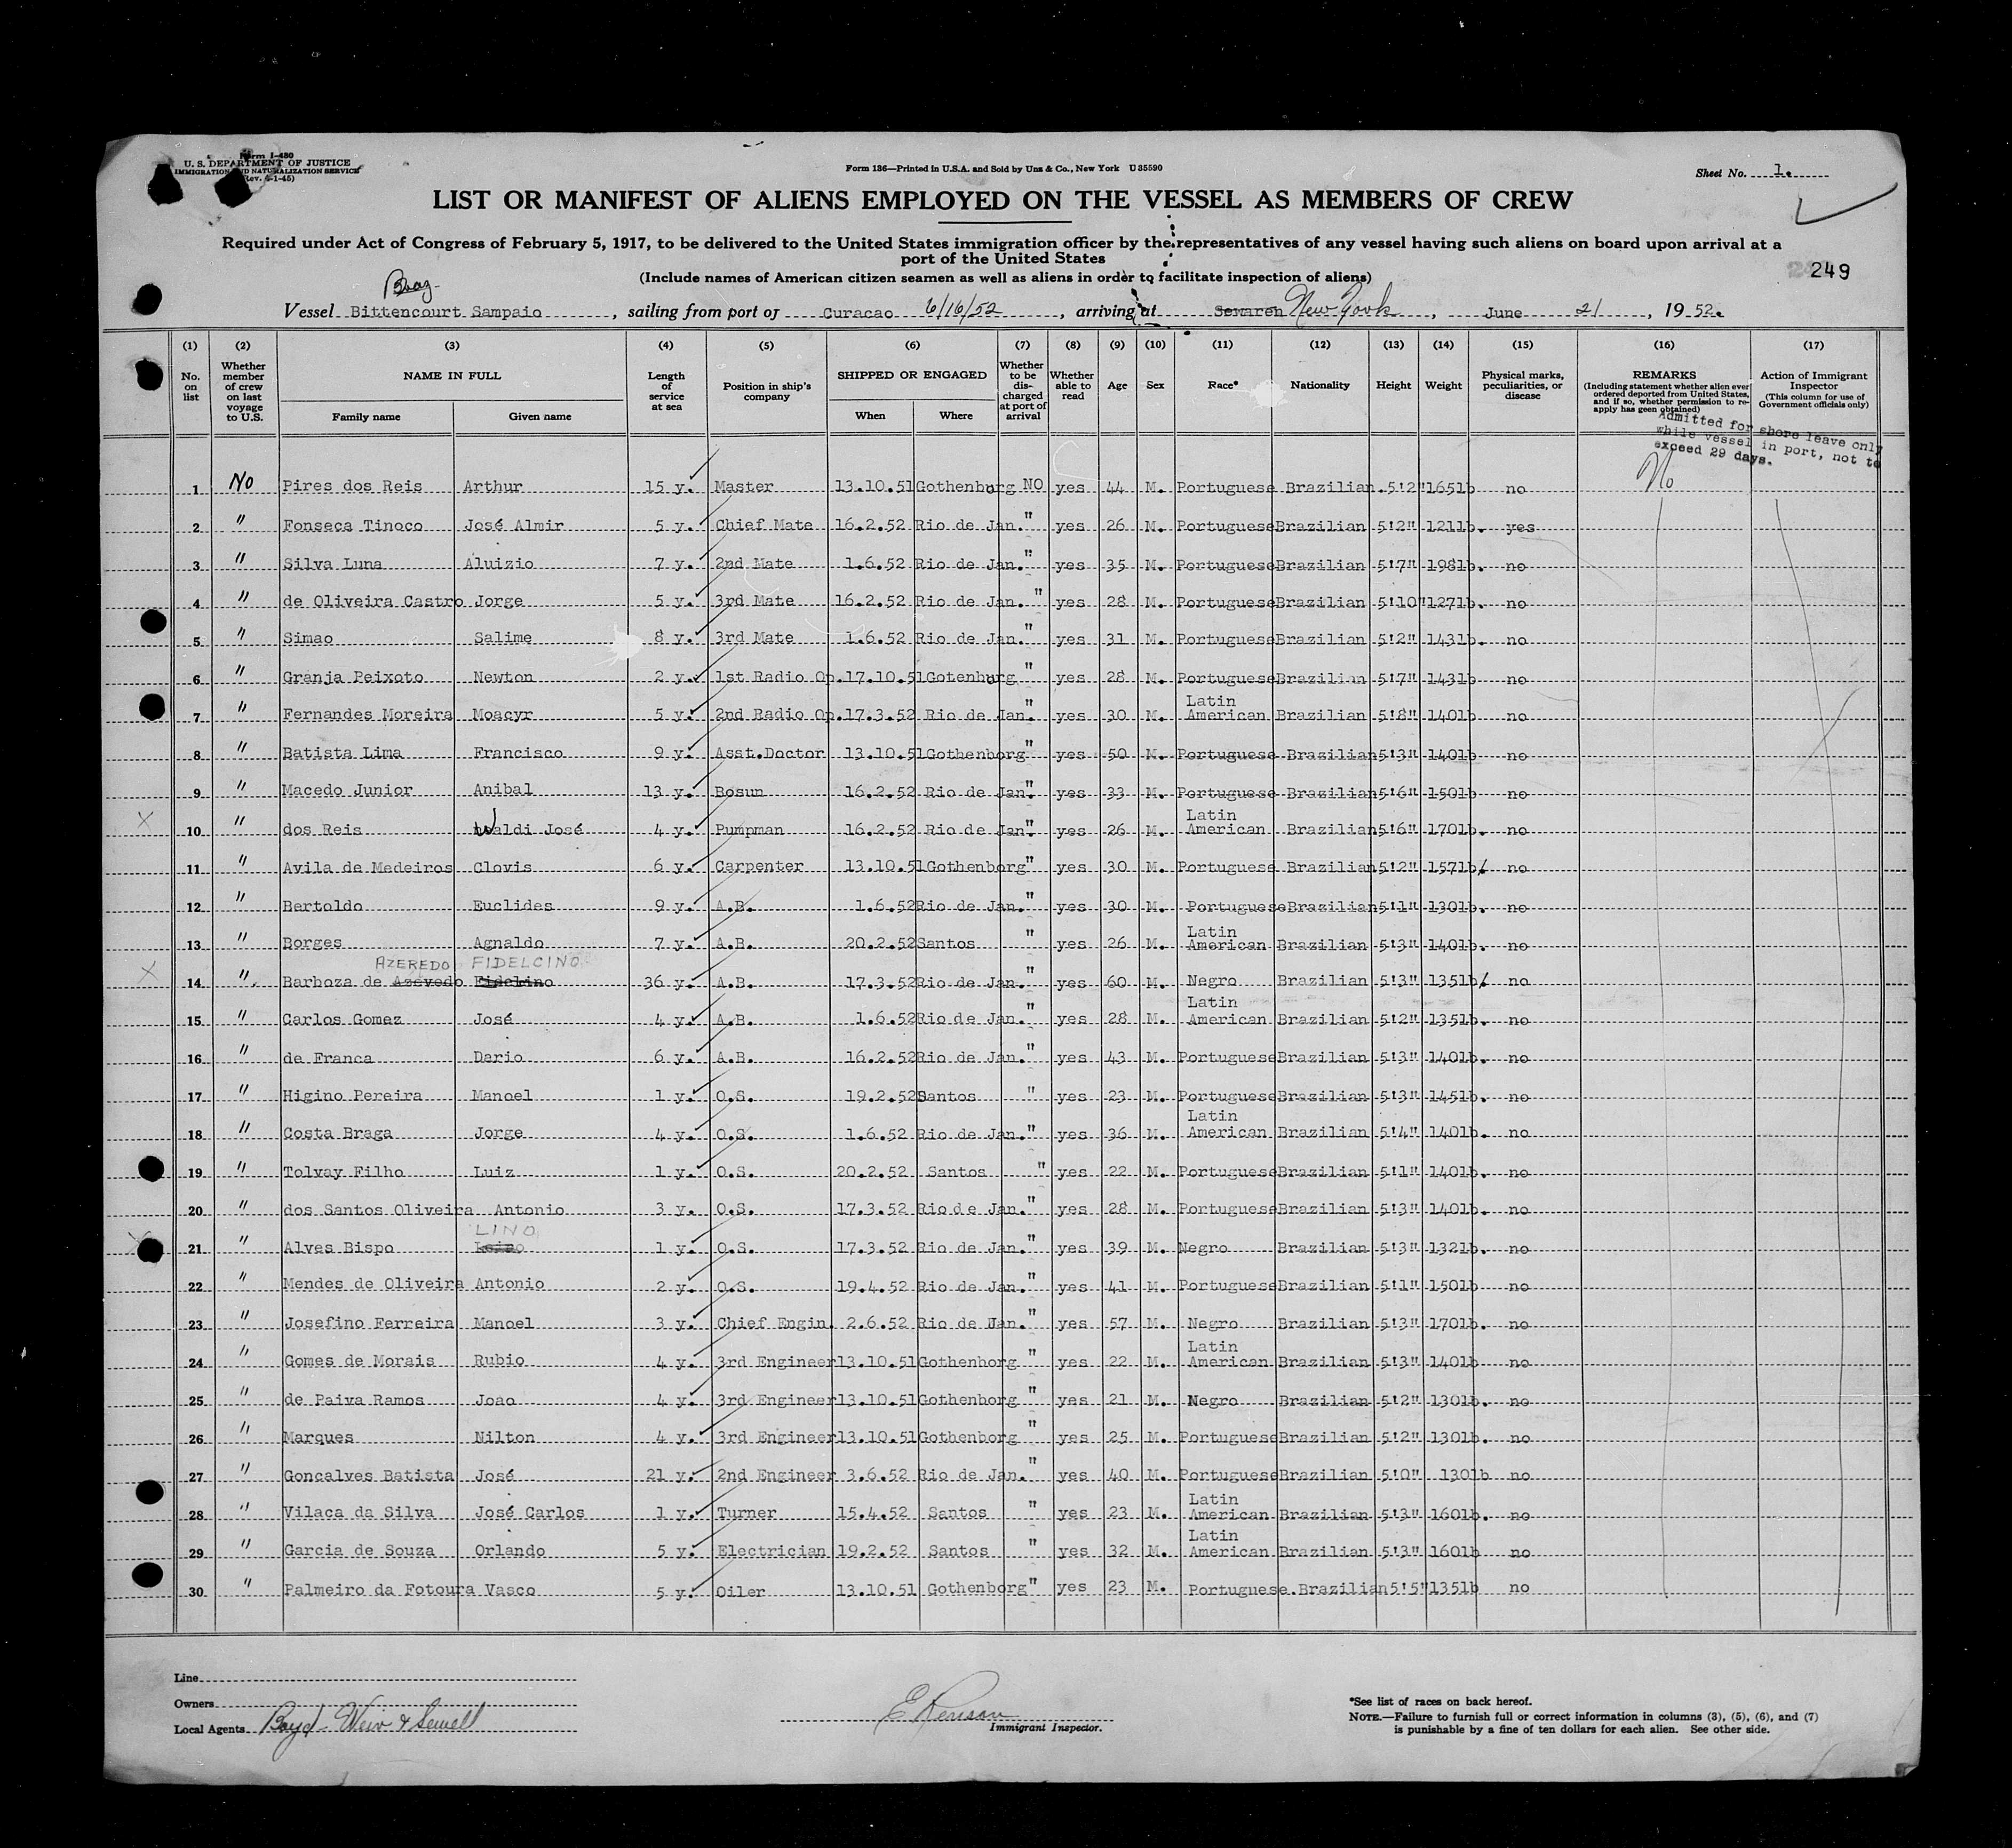 Form I-480
U. S. DEPARTMENT OF JUSTICE
IMMIGRATION AND NATURALIZATION SERVICE
(Rev. 4-1-45)
Form 136—Printed in U.S.A. and Sold by Unz & Co., New York U 35590
Sheet No. 1.
LIST OR MANIFEST OF ALIENS EMPLOYED ON THE VESSEL AS MEMBERS OF CREW
Required under Act of Congress of February 5, 1917, to be delivered to the United States immigration officer by the representatives of any vessel having such aliens on board upon arrival at a
port of the United States
(Include names of American citizen seamen as well as aliens in order to facilitate inspection of aliens)
249
Braz.
Vessel Bittencourt Sampaio, sailing from port of Curacao 6/16/52, arriving at Sewaren New York, June 21, 1952.
(1) (2) (3) (4) (5) (6) (7) (8) (9) (10) (11) (12) (13) (14) (15) (16) (17)
No. on list
Whether member of crew on last voyage to U.S.
NAME IN FULL
Family name
Given name
Length of service at sea
Position in ship's company
SHIPPED OR ENGAGED
When
Where
Whether to be discharged at port of arrival
Whether able to read
Age
Sex
Race*
Nationality
Height
Weight
Physical marks, peculiarities, or disease
REMARKS
(Including statement whether alien ever ordered deported from United States, and if so, whether permission to reapply has geen obtained)
Action of Immigrant Inspector
(This column for use of Government officials only)
Admitted for shore leave only
while vessel in port, not to
exceed 29 days.
1 No Pires dos Reis Arthur 15 y. Master 13.10.51 Gothenburg NO yes 44 M. Portuguese Brazilian 5'2" 165lb no No
2 " Fonseca Tinoco José Almir 5 y. Chief Mate 16.2.52 Rio de Jan. " yes 26 M. Portuguese Brazilian 5'2" 121lb. yes
3 " Silva Luna Aluizio 7 y. 2nd Mate 1.6.52 Rio de Jan. " yes 35 M. Portuguese Brazilian 5'7" 198lb. no
4 " de Oliveira Castro Jorge 5 y. 3rd Mate 16.2.52 Rio de Jan. " yes 28 M. Portuguese Brazilian 5'10" 127lb. no
5 " Simao Salime 8 y. 3rd Mate 1.6.52 Rio de Jan. " yes 31 M. Portuguese Brazilian 5'2" 143lb. no
6 " Granja Peixoto Newton 2 y. 1st Radio Op. 17.10.51 Gotenburg " yes 28 M. Portuguese Brazilian 5'7" 143lb no
7 " Fernandes Moreira Moacyr 5 y. 2nd Radio Op. 17.3.52 Rio de Jan. " yes 30 M. Latin American Brazilian 5'8" 140lb no
8 " Batista Lima Francisco 9 y. Asst.Doctor 13.10.51 Gothenborg " yes 50 M. Portuguese Brazilian 5'3" 140lb no
9 " Macedo Junior Anibal 13 y. Bosun 16.2.52 Rio de Jan. " yes 33 M. Portuguese Brazilian 5'6" 150lb no
10 " dos Reis Waldi José 4 y. Pumpman 16.2.52 Rio de Jan. " yes 26 M. Latin American Brazilian 5'6" 170lb. no
11 " Avila de Medeiros Clovis 6 y. Carpenter 13.10.51 Gothenborg " yes 30 M. Portuguese Brazilian 5'2" 157lb. no
12 " Bertoldo Euclides 9 y. A.B. 1.6.52 Rio de Jan. " yes 30 M. Portuguese Brazilian 5'1" 130lb. no
13 " Borges Agnaldo 7 y. A.B. 20.2.52 Santos " yes 26 M. Latin American Brazilian 5'3" 140lb. no
AZEREDO FIDELCINO
14 " Barboza de Azevedo Fidelino 36 y. A.B. 17.3.52 Rio de Jan. " yes 60 M. Negro Brazilian 5'3" 135lb. no
15 " Carlos Gomez José 4 y. A.B. 1.6.52 Rio de Jan. " yes 28 M. Latin American Brazilian 5'2" 135lb. no
16 " de Franca Dario 6 y. A.B. 16.2.52 Rio de Jan. " yes 43 M. Portuguese Brazilian 5'3" 140lb. no
17 " Higino Pereira Manoel 1 y. O.S. 19.2.52 Santos " yes 23 M. Portuguese Brazilian 5'3" 145lb. no
18 " Costa Braga Jorge 4 y. O.S. 1.6.52 Rio de Jan. " yes 36 M. Latin American Brazilian 5'4" 140lb. no
19 " Tolvay Filho Luiz 1 y. O.S. 20.2.52 Santos " yes 22 M. Portuguese Brazilian 5'1" 140lb. no
20 " dos Santos Oliveira Antonio 3 y. O.S. 17.3.52 Rio de Jan. " yes 28 M. Portuguese Brazilian 5'3" 140lb. no
LINO
21 " Alves Bispo 1 y. O.S. 17.3.52 Rio de Jan. " yes 39 M. Negro Brazilian 5'3" 132lb. no
22 " Mendes de Oliveira Antonio 2 y. O.S. 19.4.52 Rio de Jan. " yes 41 M. Portuguese Brazilian 5'1" 150lb. no
23 " Josefino Ferreira Manoel 3 y. Chief Engin. 2.6.52 Rio de Jan. " yes 57 M. Negro Brazilian 5'3" 170lb. no
24 " Gomes de Morais Rubio 4 y. 3rd Engineer 13.10.51 Gothenborg " yes 22 M. Latin American Brazilian 5'3" 140lb no
25 " de Paiva Ramos Joao 4 y. 3rd Engineer 13.10.51 Gothenborg " yes 21 M. Negro Brazilian 5'2" 130lb. no
26 " Marques Nilton 4 y. 3rd Engineer 13.10.51 Gothenborg " yes 25 M. Portuguese Brazilian 5'2" 130lb. no
27 " Goncalves Batista José 21 y. 2nd Engineer 3.6.52 Rio de Jan. " yes 40 M. Portuguese Brazilian 5'0" 130lb no
28 " Vilaca da Silva José Carlos 1 y. Turner 15.4.52 Santos " yes 23 M. Latin American Brazilian 5'3" 160lb. no
29 " Garcia de Souza Orlando 5 y. Electrician 19.2.52 Santos " yes 32 M. Latin American Brazilian 5'3" 160lb no
30 " Palmeiro da Fotoura Vasco 5 y. Oiler 13.10.51 Gothenborg " yes 23 M. Portuguese. Brazilian 5'5" 135lb no
Line
Owners
Local Agents Boyd-Weir & Sewell
E Renison
Immigrant Inspector.
*See list of races on back hereof.
NOTE.—Failure to furnish full or correct information in columns (3), (5), (6), and (7)
is punishable by a fine of ten dollars for each alien. See other side.